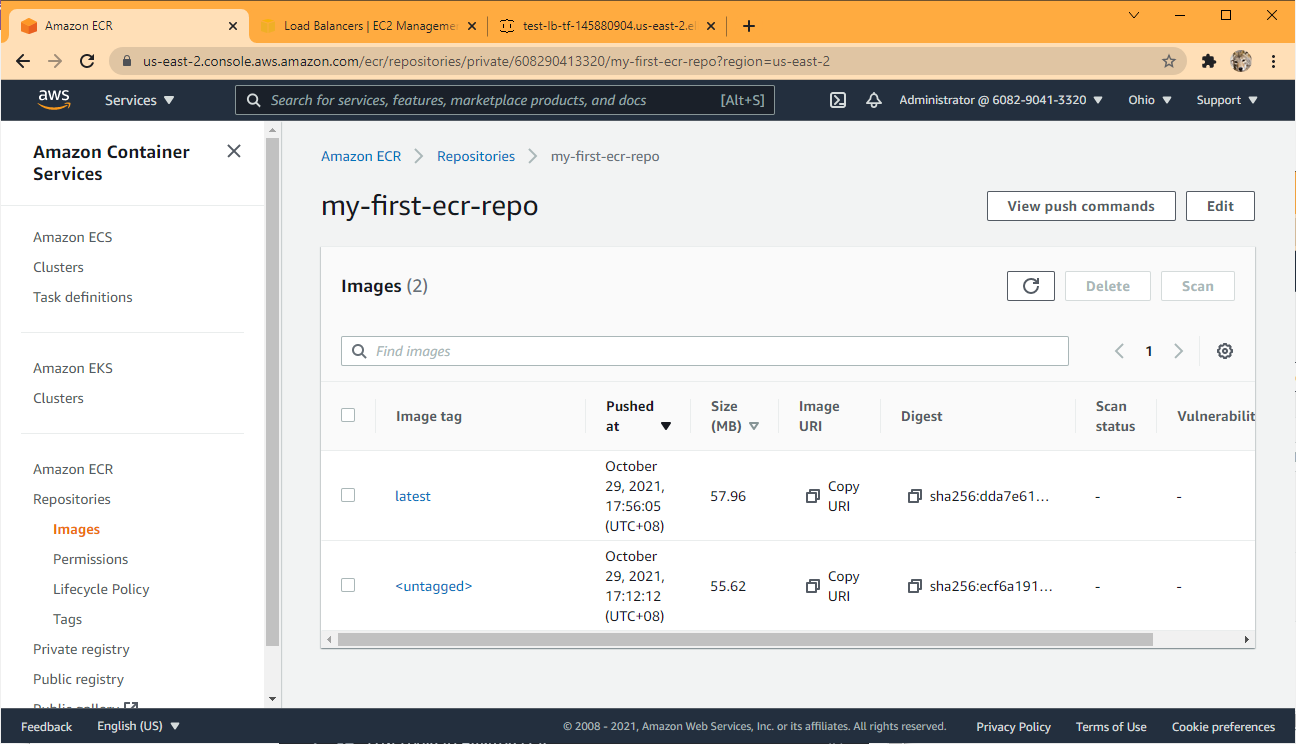 Amazon ECR
Load Balancers | EC2 Manageme
test-lb-tf-145880904.us-east-2.el
us-east-2.console.aws.amazon.com/ecr/repositories/private/608290413320/my-first-ecr-repo?region=us-east-2
aws
Services
Search for services, features, marketplace products, and docs
[Alt+S]
Administrator @ 6082-9041-3320
Ohio
Support
Amazon Container
Services
Amazon ECS
Clusters
Task definitions
Amazon EKS
Clusters
Amazon ECR
Repositories
Images
Permissions
Lifecycle Policy
Tags
Private registry
Public registry
Public gallery
Amazon ECR
Repositories
my-first-ecr-repo
my-first-ecr-repo
View push commands
Edit
Images (2)
Delete
Scan
Find images
1
Image tag
Pushed
at
Size
(MB)
Image
URI
Digest
Scan
status
Vulnerabilit
latest
October
29, 2021,
17:56:05
(UTC+08)
57.96
Copy
URI
sha256:dda7e61...
-
-
<untagged>
October
29, 2021,
17:12:12
(UTC+08)
55.62
Copy
URI
sha256:ecf6a191...
-
-
Feedback
English (US)
© 2008 - 2021, Amazon Web Services, Inc. or its affiliates. All rights reserved.
Privacy Policy
Terms of Use
Cookie preferences